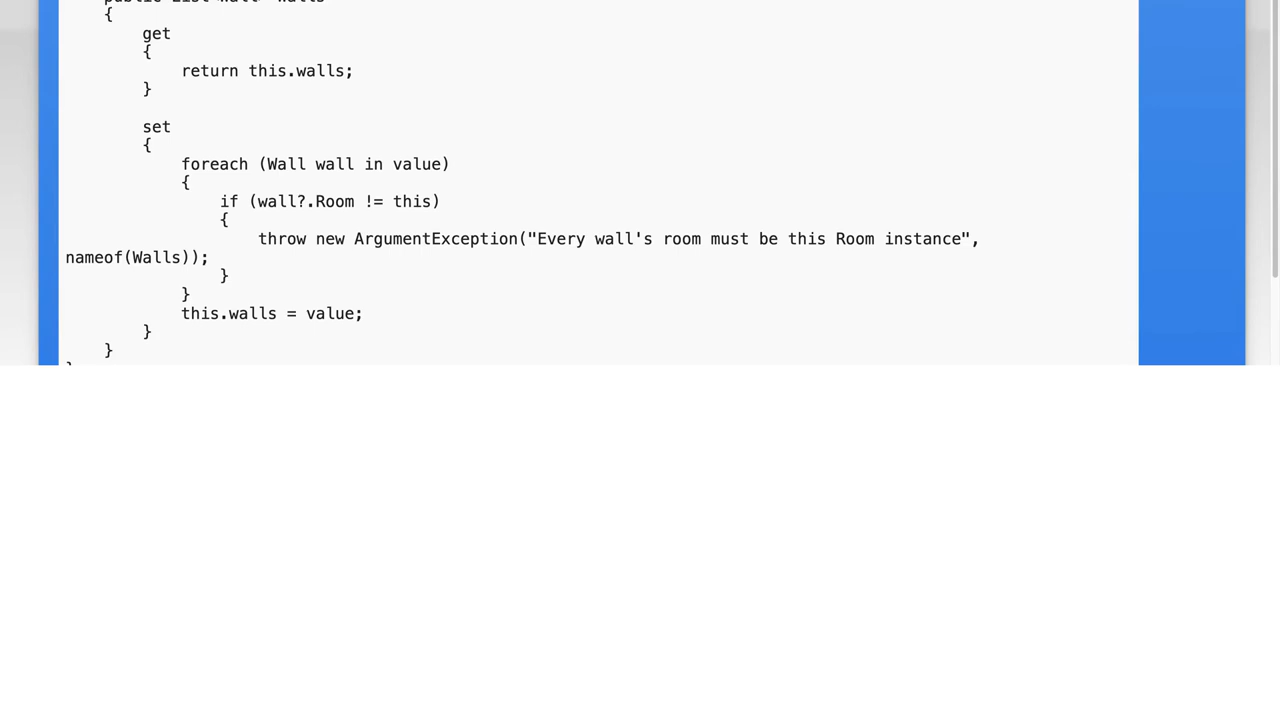 {
get
{
return this.walls;
}
set
{
foreach (Wall wall in value)
{
if (wall?.Room != this)
{
throw new ArgumentException("Every wall's room must be this Room instance",
nameof(Walls));
}
}
this.walls = value;
}
}